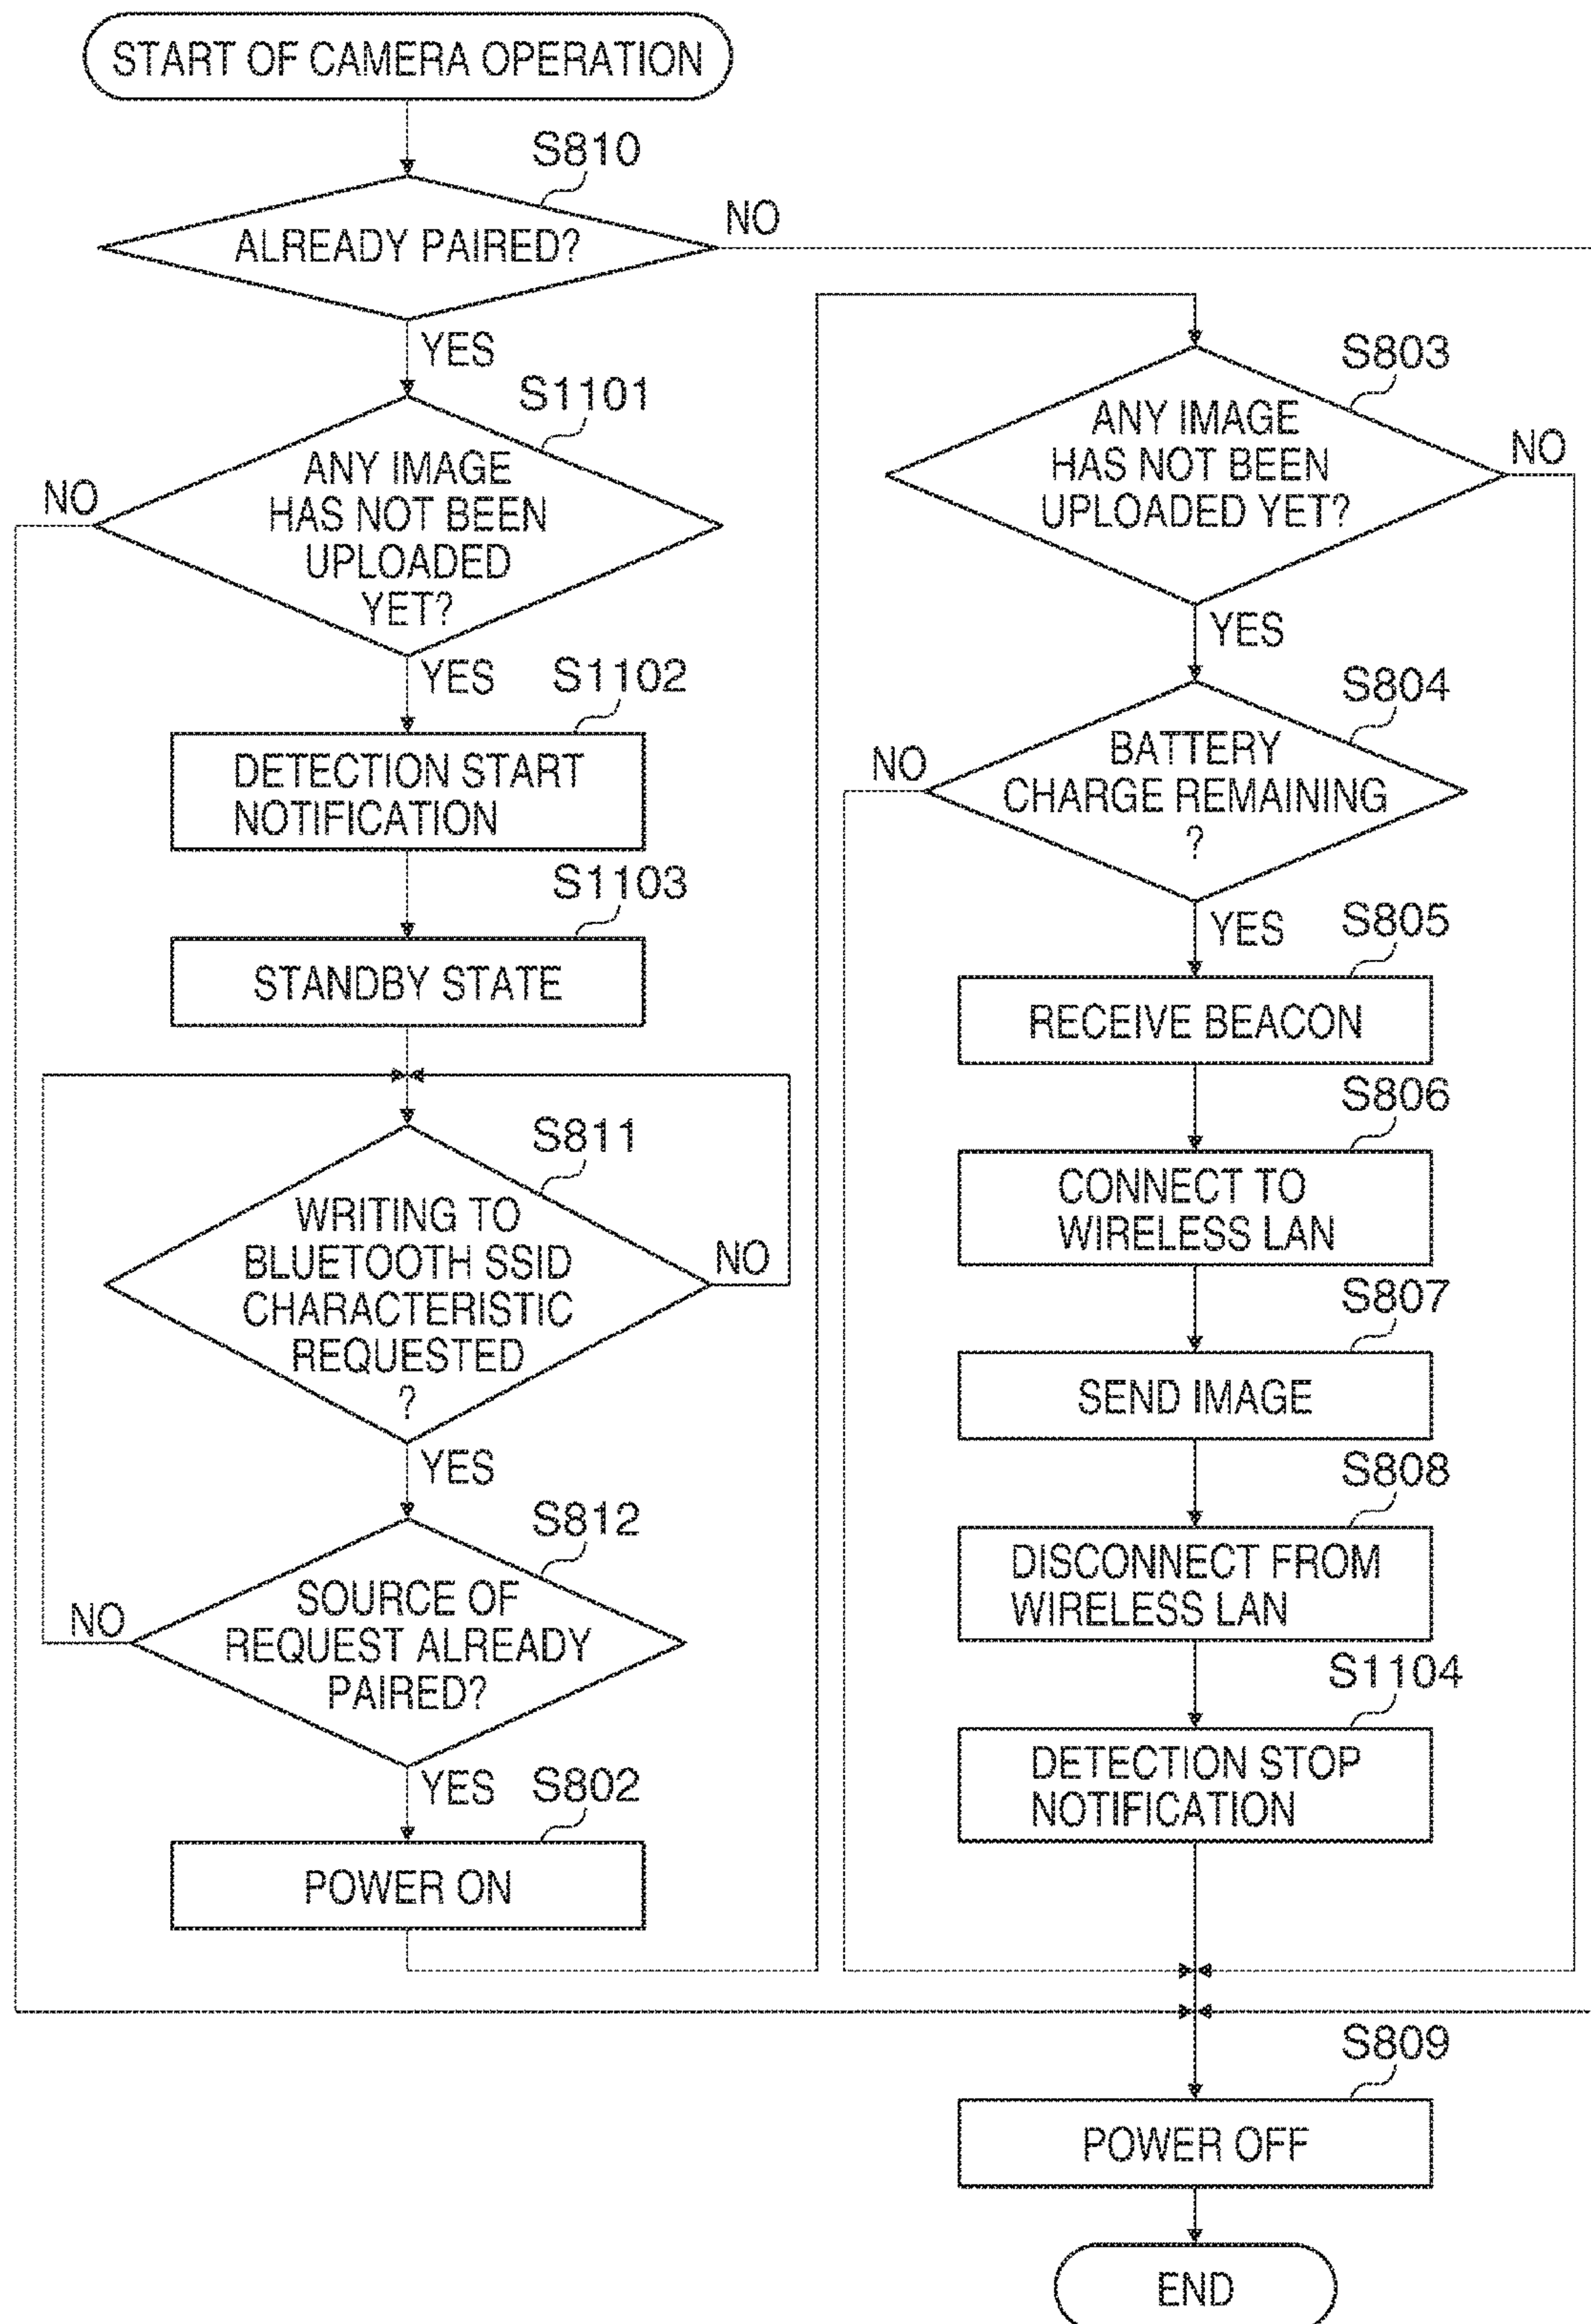 START OF CAMERA OPERATION
S810
ALREADY PAIRED?
NO
YES
S1101
ANY IMAGE
HAS NOT BEEN
UPLOADED
YET?
NO
YES
S1102
DETECTION START
NOTIFICATION
S1103
STANDBY STATE
S811
WRITING TO
BLUETOOTH SSID
CHARACTERISTIC
REQUESTED
?
NO
YES
S812
SOURCE OF
REQUEST ALREADY
PAIRED?
NO
YES
S802
POWER ON
S803
ANY IMAGE
HAS NOT BEEN
UPLOADED YET?
NO
YES
S804
BATTERY
CHARGE REMAINING
?
NO
YES
S805
RECEIVE BEACON
S806
CONNECT TO
WIRELESS LAN
S807
SEND IMAGE
S808
DISCONNECT FROM
WIRELESS LAN
S1104
DETECTION STOP
NOTIFICATION
S809
POWER OFF
END